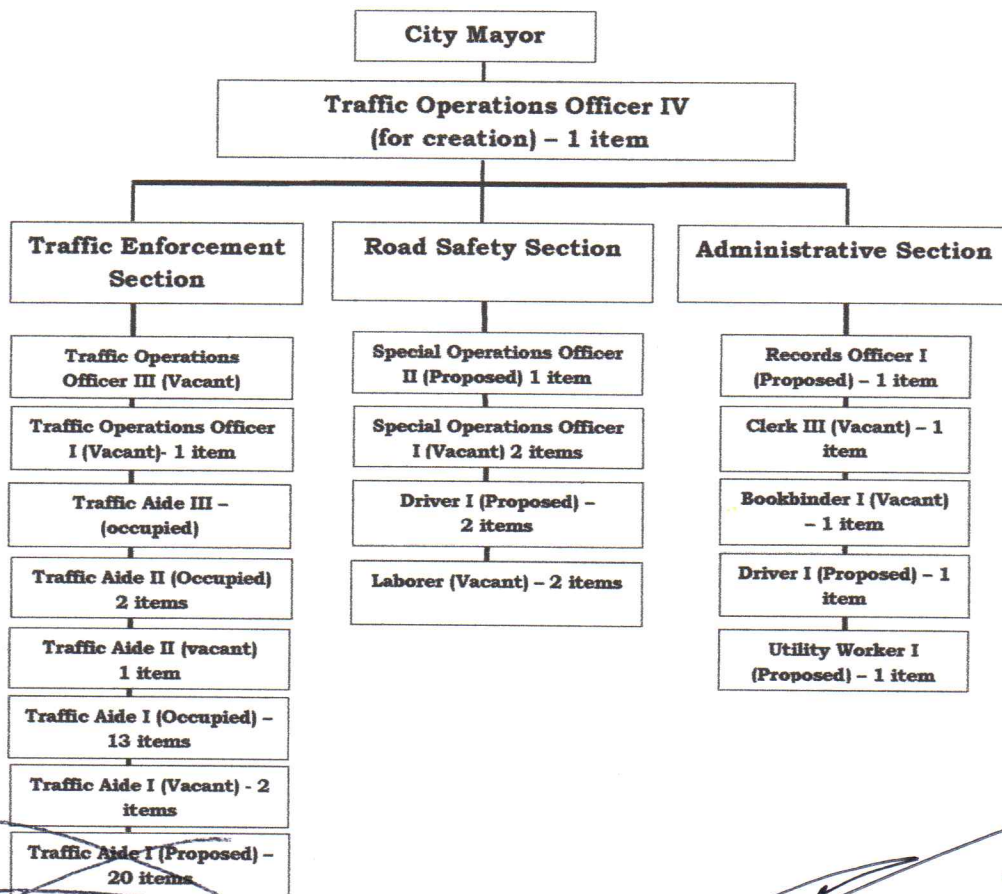 City Mayor
Traffic Operations Officer IV
(for creation) – 1 item
Traffic Enforcement
Section
Road Safety Section
Administrative Section
Traffic Operations
Officer III (Vacant)
Traffic Operations Officer
I (Vacant)- 1 item
Traffic Aide III –
(occupied)
Traffic Aide II (Occupied)
2 items
Traffic Aide II (vacant)
1 item
Traffic Aide I (Occupied) –
13 items
Traffic Aide I (Vacant) - 2
items
Traffic Aide I (Proposed) –
20 items
Special Operations Officer
II (Proposed) 1 item
Special Operations Officer
I (Vacant) 2 items
Driver I (Proposed) –
2 items
Laborer (Vacant) – 2 items
Records Officer I
(Proposed) – 1 item
Clerk III (Vacant) – 1
item
Bookbinder I (Vacant)
– 1 item
Driver I (Proposed) – 1
item
Utility Worker I
(Proposed) – 1 item